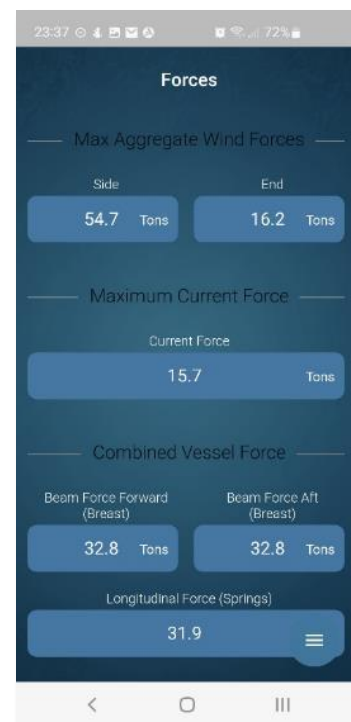 23:37 72%
Forces
Max Aggregate Wind Forces
Side End
54.7 Tons 16.2 Tons
Maximum Current Force
Current Force
15.7 Tons
Combined Vessel Force
Beam Force Forward Beam Force Aft
(Breast) (Breast)
32.8 Tons 32.8 Tons
Longitudinal Force (Springs)
31.9